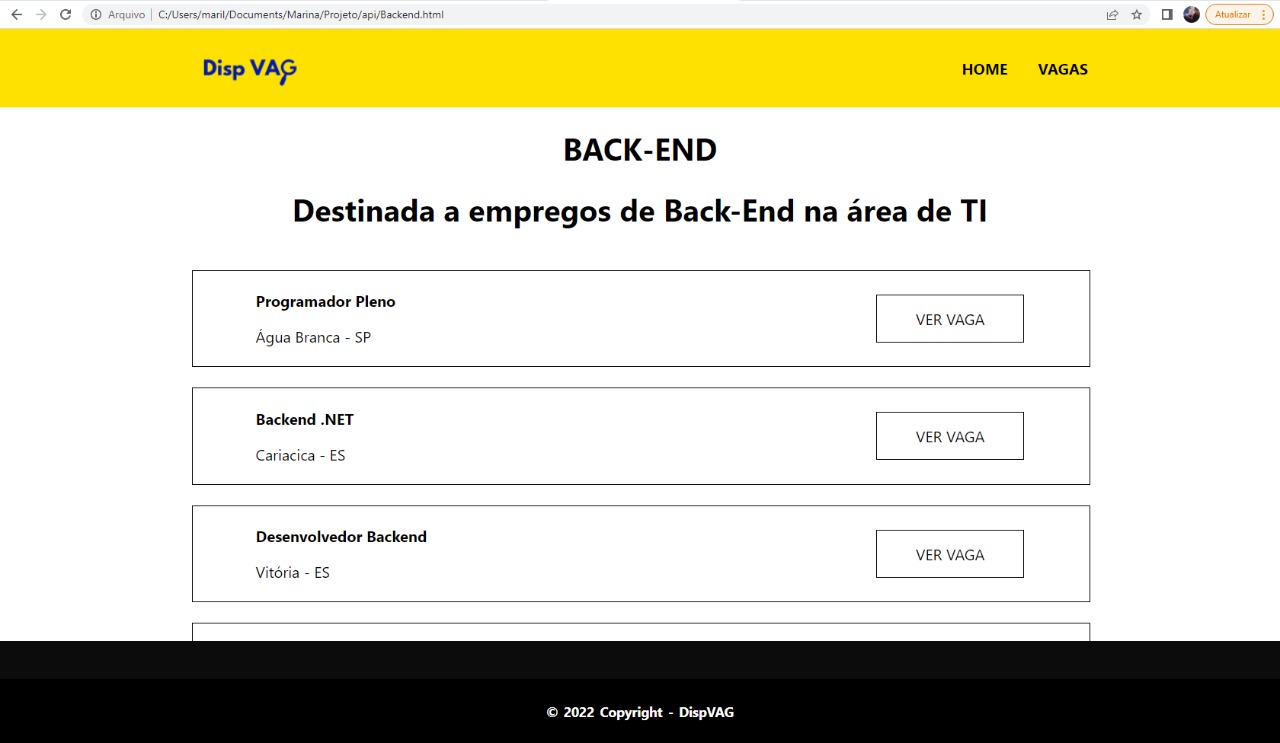 Arquivo C:/Users/maril/Documents/Marina/Projeto/api/Backend.html Atualizar
Disp VAG HOME VAGAS
BACK-END
Destinada a empregos de Back-End na área de TI
Programador Pleno
VER VAGA
Água Branca - SP
Backend .NET
VER VAGA
Cariacica - ES
Desenvolvedor Backend
VER VAGA
Vitória - ES
© 2022 Copyright - DispVAG